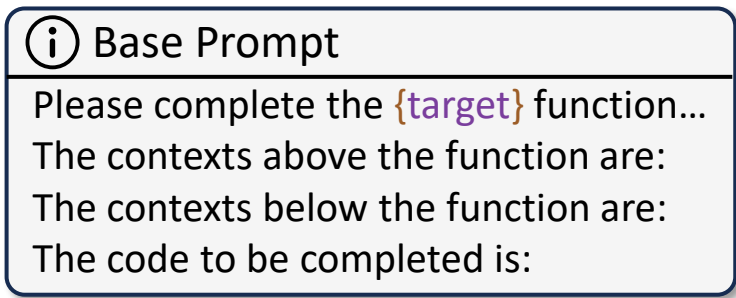 Base Prompt
Please complete the {target} function...
The contexts above the function are:
The contexts below the function are:
The code to be completed is: